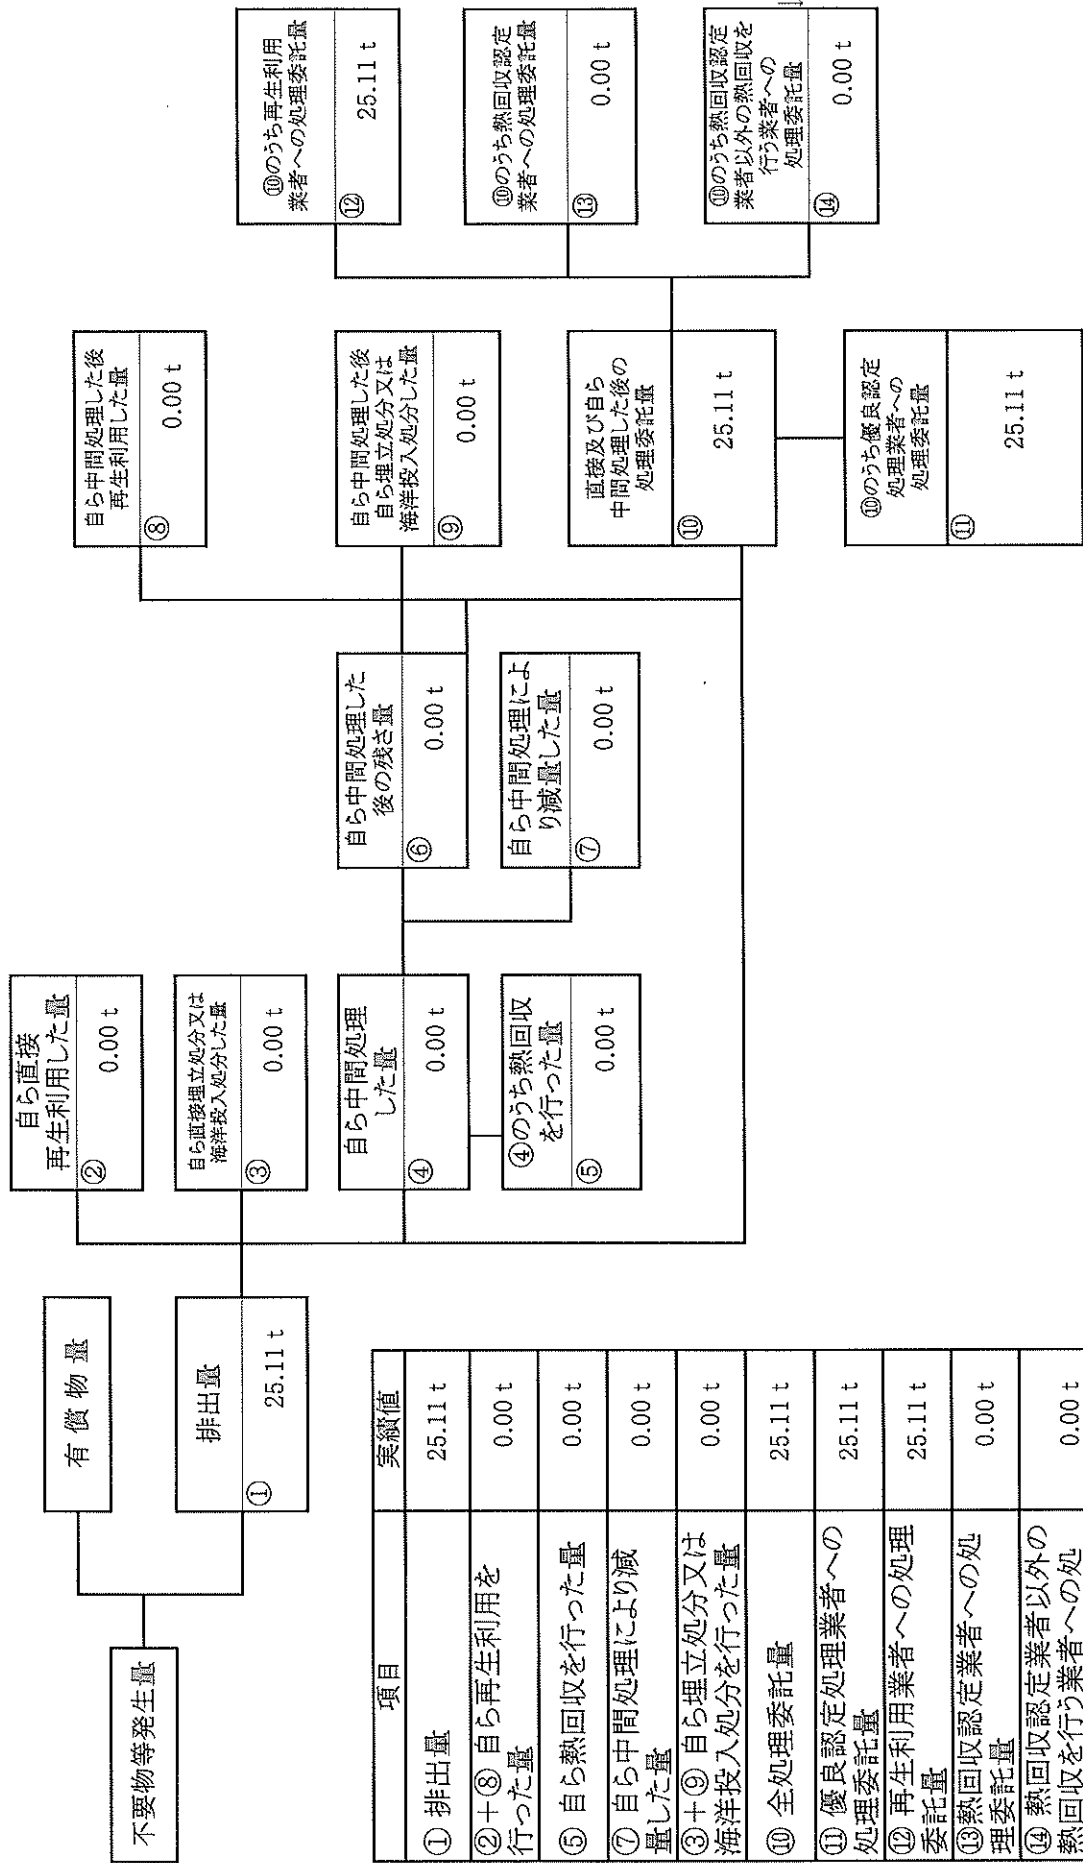 不要物等発生量
有 償 物 量
排出量
①
25.11 t
自ら直接
再生利用した量
②
0.00 t
自ら直接埋立処分又は
海洋投入処分した量
③
0.00 t
自ら中間処理
した量
④
0.00 t
④のうち熱回収
を行った量
⑤
0.00 t
自ら中間処理した
後の残さ量
⑥
0.00 t
自ら中間処理によ
り減量した量
⑦
0.00 t
自ら中間処理した後
再生利用した量
⑧
0.00 t
自ら中間処理した後
自ら埋立処分又は
海洋投入処分した量
⑨
0.00 t
直接及び自ら
中間処理した後の
処理委託量
⑩
25.11 t
⑩のうち優良認定
処理業者への
処理委託量
⑪
25.11 t
⑩のうち再生利用
業者への処理委託量
⑫
25.11 t
⑩のうち熱回収認定
業者への処理委託量
⑬
0.00 t
⑩のうち熱回収認定
業者以外の熱回収を
行う業者への
処理委託量
⑭
0.00 t
項目 実績値
① 排出量 25.11 t
②+⑧ 自ら再生利用を
行った量 0.00 t
⑤ 自ら熱回収を行った量 0.00 t
⑦ 自ら中間処理により減
量した量 0.00 t
③+⑨ 自ら埋立処分又は
海洋投入処分を行った量 0.00 t
⑩ 全処理委託量 25.11 t
⑪ 優良認定処理業者への
処理委託量 25.11 t
⑫ 再生利用業者への処理
委託量 25.11 t
⑬熱回収認定業者への処
理委託量 0.00 t
⑭ 熱回収認定業者以外の
熱回収を行う業者への処 0.00 t